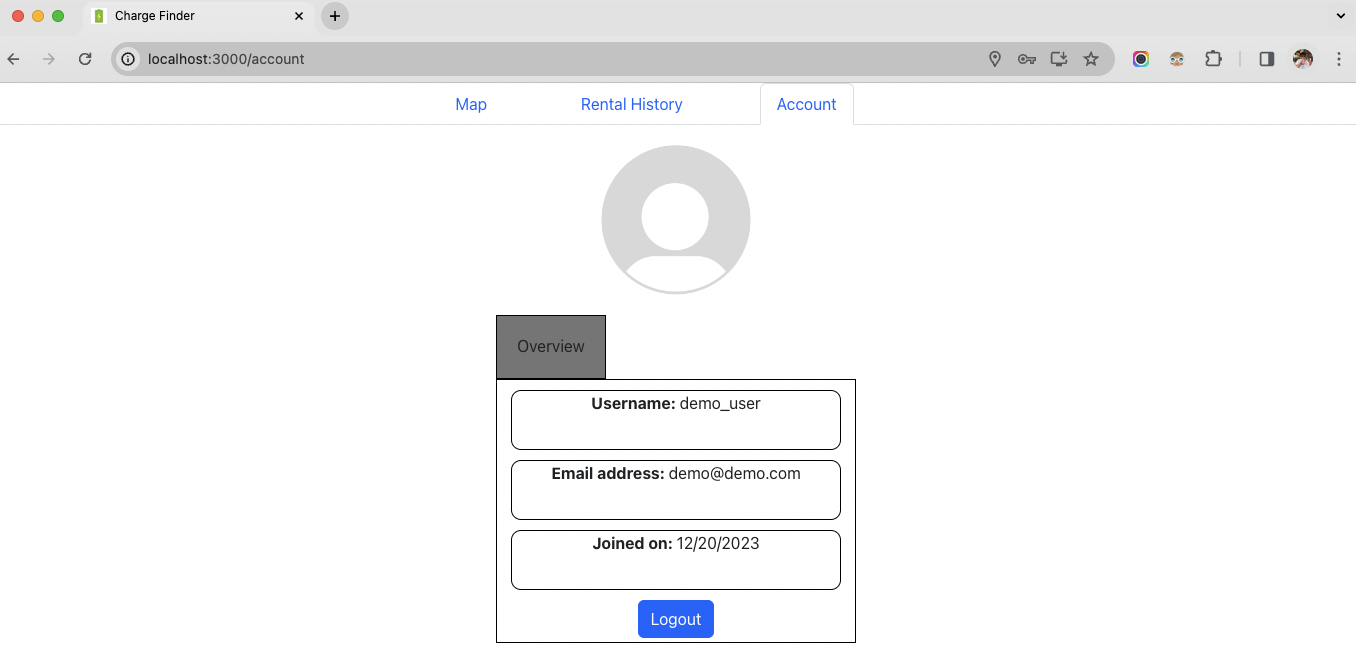 Charge Finder
localhost:3000/account
Map Rental History Account
Overview
Username: demo_user
Email address: demo@demo.com
Joined on: 12/20/2023
Logout